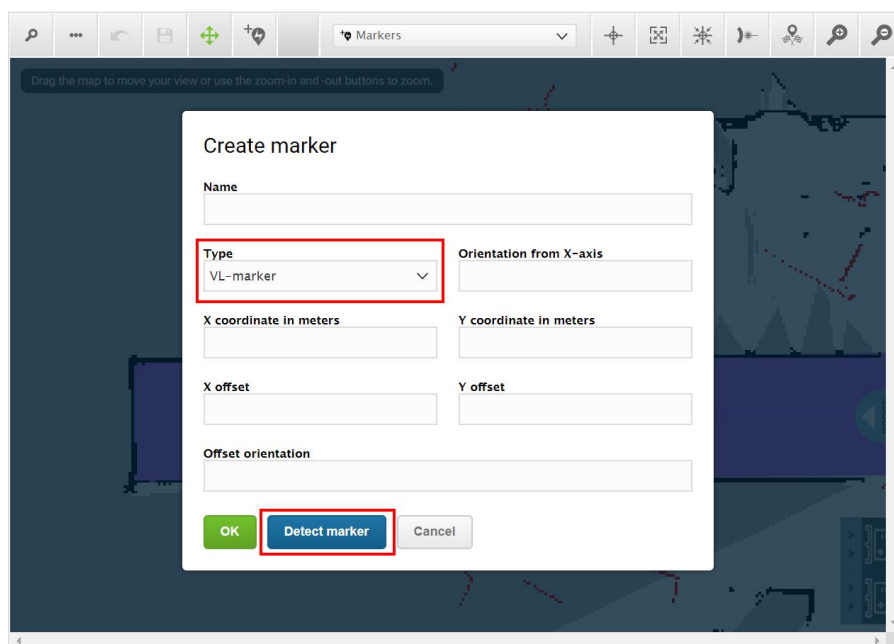 Markers
Drag the map to move your view or use the zoom-in and -out buttons to zoom.
Create marker
Name
Type
Orientation from X-axis
VL-marker
X coordinate in meters
Y coordinate in meters
X offset
Y offset
Offset orientation
OK
Detect marker
Cancel